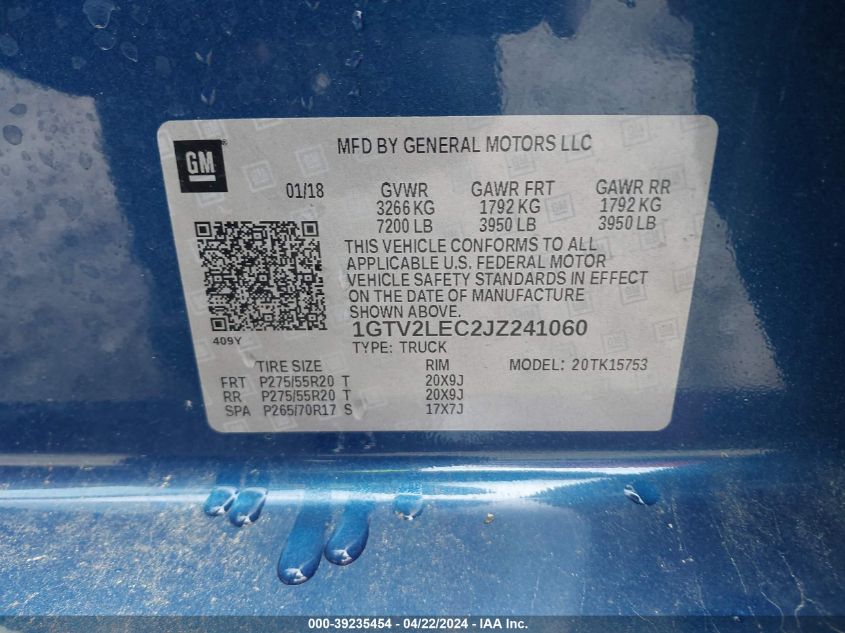 GM
MFD BY GENERAL MOTORS LLC
01/18 GVWR GAWR FRT GAWR RR
3266 KG 1792 KG 1792 KG
7200 LB 3950 LB 3950 LB
THIS VEHICLE CONFORMS TO ALL
APPLICABLE U.S. FEDERAL MOTOR
VEHICLE SAFETY STANDARDS IN EFFECT
ON THE DATE OF MANUFACTURE
SHOWN ABOVE.
409Y
1GTV2LEC2JZ241060
TYPE: TRUCK
TIRE SIZE RIM MODEL: 20TK15753
FRT P275/55R20 T 20X9J
RR P275/55R20 T 20X9J
SPA P265/70R17 S 17X7J
000-39235454 - 04/22/2024 - IAA Inc.